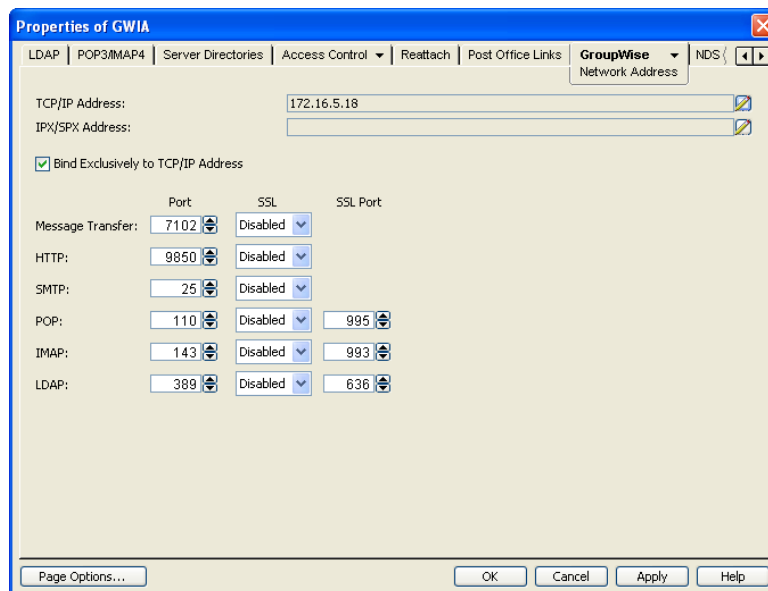 Properties of GWIA
LDAP POP3/IMAP4 Server Directories Access Control Reattach Post Office Links GroupWise NDS
Network Address
TCP/IP Address: 172.16.5.18
IPX/SPX Address:
Bind Exclusively to TCP/IP Address
Port SSL SSL Port
Message Transfer: 7102 Disabled
HTTP: 9850 Disabled
SMTP: 25 Disabled
POP: 110 Disabled 995
IMAP: 143 Disabled 993
LDAP: 389 Disabled 636
Page Options... OK Cancel Apply Help